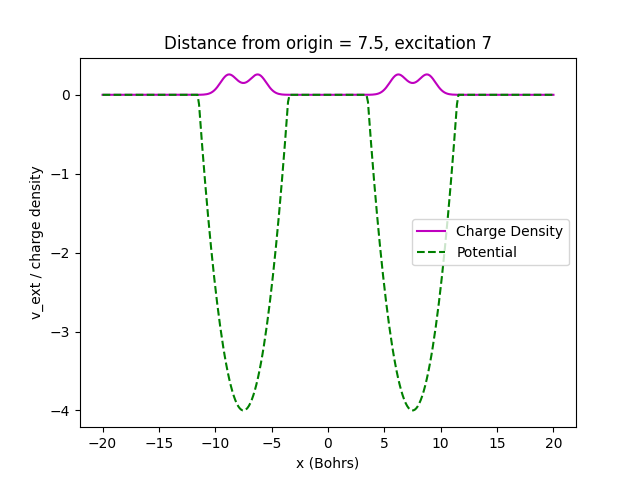 Distance from origin = 7.5, excitation 7
v_ext / charge density
0
−1
−2
−3
−4
Charge Density
Potential
−20 −15 −10 −5 0 5 10 15 20
x (Bohrs)